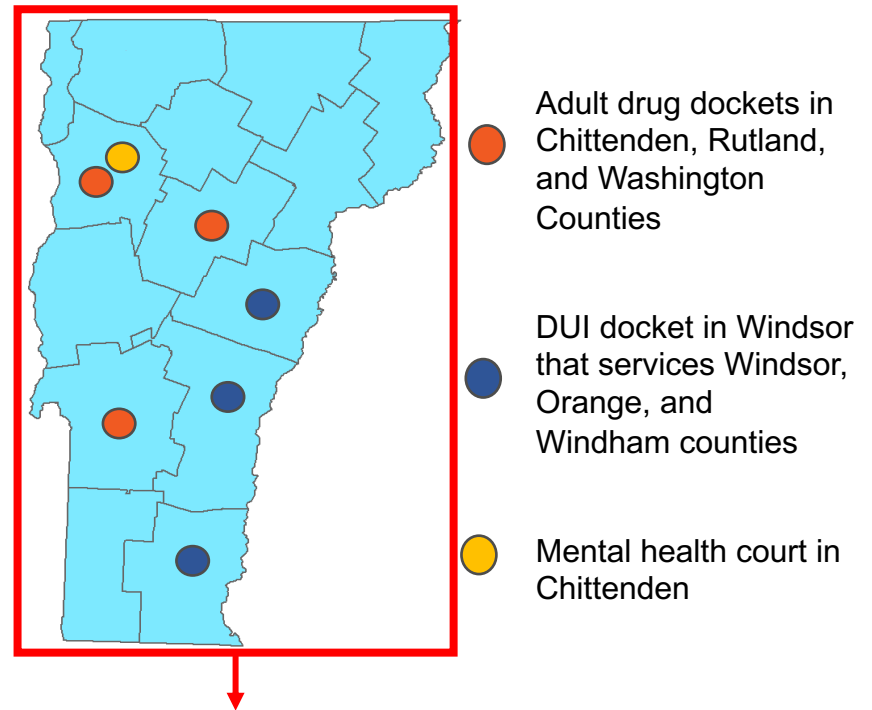 Adult drug dockets in
Chittenden, Rutland,
and Washington
Counties
DUI docket in Windsor
that services Windsor,
Orange, and
Windham counties
Mental health court in
Chittenden